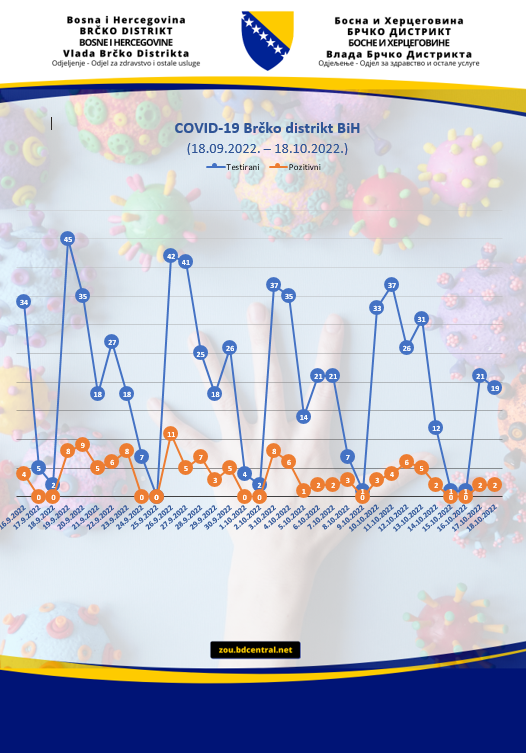 Bosna i Hercegovina
BRČKO DISTRIKT
BOSNE I HERCEGOVINE
Vlada Brčko Distrikta
Odjeljenje - Odjel za zdravstvo i ostale usluge
Босна и Херцеговина
БРЧКО ДИСТРИКТ
БОСНЕ И ХЕРЦЕГОВИНЕ
Влада Брчко Дистрикта
Одјељење - Одјел за здравство и остале услуге
COVID-19 Brčko distrikt BiH
(18.09.2022. – 18.10.2022.)
Testirani Pozitivni
34 5 2 45 35 18 27 18 7 42 41 25 18 26 4 2 37 35 14 21 21 7 1 33 37 26 31 12 21 19
4 0 0 8 9 5 6 8 0 0 11 5 7 3 5 0 0 8 6 1 2 2 3 0 3 4 6 5 2 0 0 2 2
16.9.2022 17.9.2022 18.9.2022 19.9.2022 20.9.2022 21.9.2022 22.9.2022 23.9.2022 24.9.2022 25.9.2022 26.9.2022 27.9.2022 28.9.2022 29.9.2022 30.9.2022 1.10.2022 2.10.2022 3.10.2022 4.10.2022 5.10.2022 6.10.2022 7.10.2022 8.10.2022 9.10.2022 10.10.2022 11.10.2022 12.10.2022 13.10.2022 14.10.2022 15.10.2022 16.10.2022 17.10.2022 18.10.2022
zou.bdcentral.net